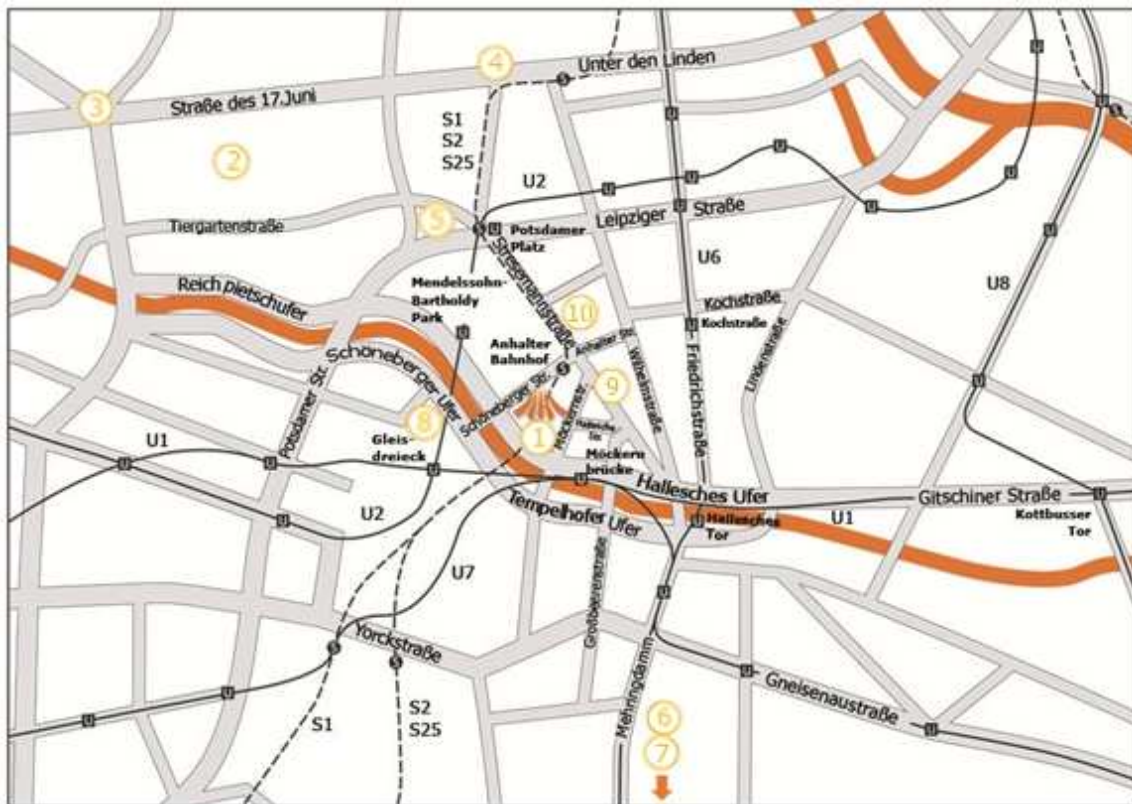 4
Unter den Linden
3
Straße des 17.Juni
S1
S2
S25
2
U2
Leipziger Straße
5
Tiergartenstraße
Potsdamer
Platz
Stresemannstraße
U6
U8
Mendelssohn-
Bartholdy
Park
Reich pietschufer
Kochstraße
10
Kochstraße
Anhalter
Bahnhof
Anhalter Str.
Lindenstraße
Wilhelmstraße
Friedrichstraße
Schöneberger Ufer
Potsdamer Str.
Schöneberger Str.
9
Möckernstr.
8
1
U1
Gleis-
dreieck
Möckern
brücke
Hallesches Ufer
Gitschiner Straße
U2
Tempelhofer Ufer
Hallesches
Tor
U1
Kottbusser
Tor
U7
Großbeerenstraße
Yorckstraße
Mehringdamm
Gneisenaustraße
S1
S2
S25
6
7